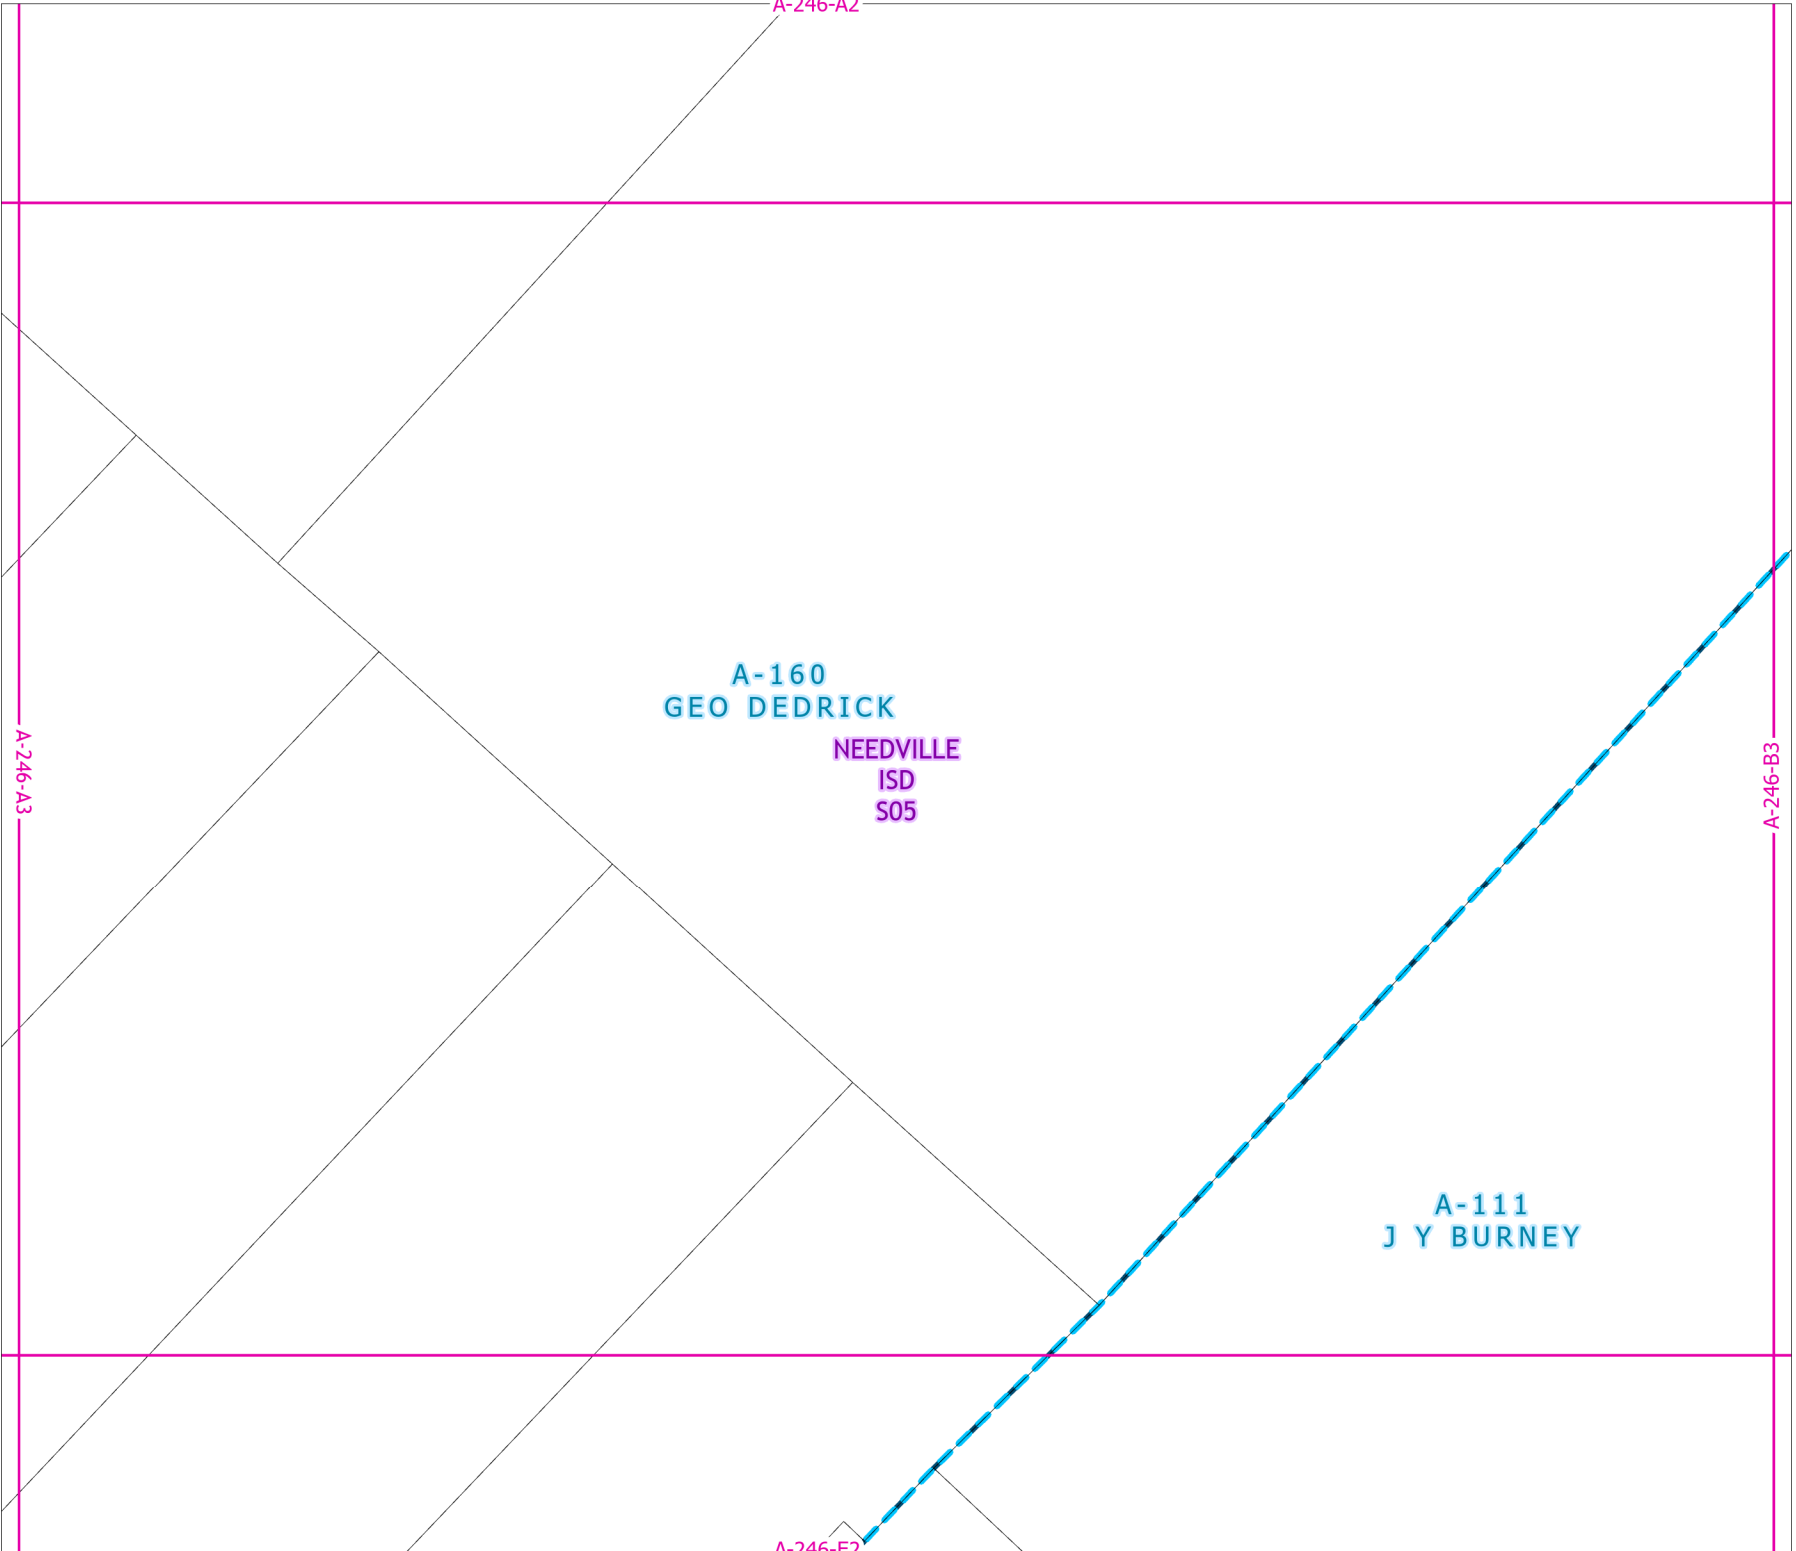 A-246-A2
A-160
GEO DEDRICK
NEEDVILLE
ISD
S05
A-246-A3
A-246-B3
A-111
J Y BURNEY
A-246-E2